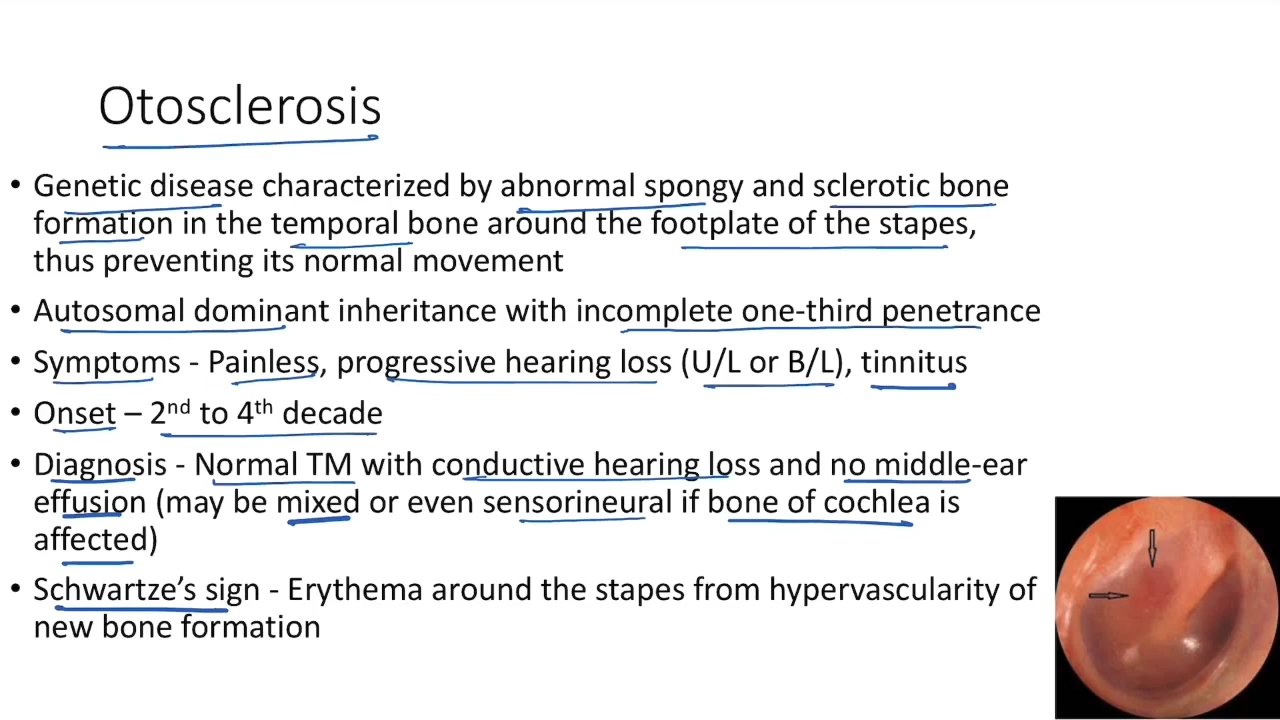 Otosclerosis
• Genetic disease characterized by abnormal spongy and sclerotic bone
formation in the temporal bone around the footplate of the stapes,
thus preventing its normal movement
• Autosomal dominant inheritance with incomplete one-third penetrance
• Symptoms - Painless, progressive hearing loss (U/L or B/L), tinnitus
• Onset – 2nd to 4th decade
• Diagnosis - Normal TM with conductive hearing loss and no middle-ear
effusion (may be mixed or even sensorineural if bone of cochlea is
affected)
• Schwartze’s sign - Erythema around the stapes from hypervascularity of
new bone formation